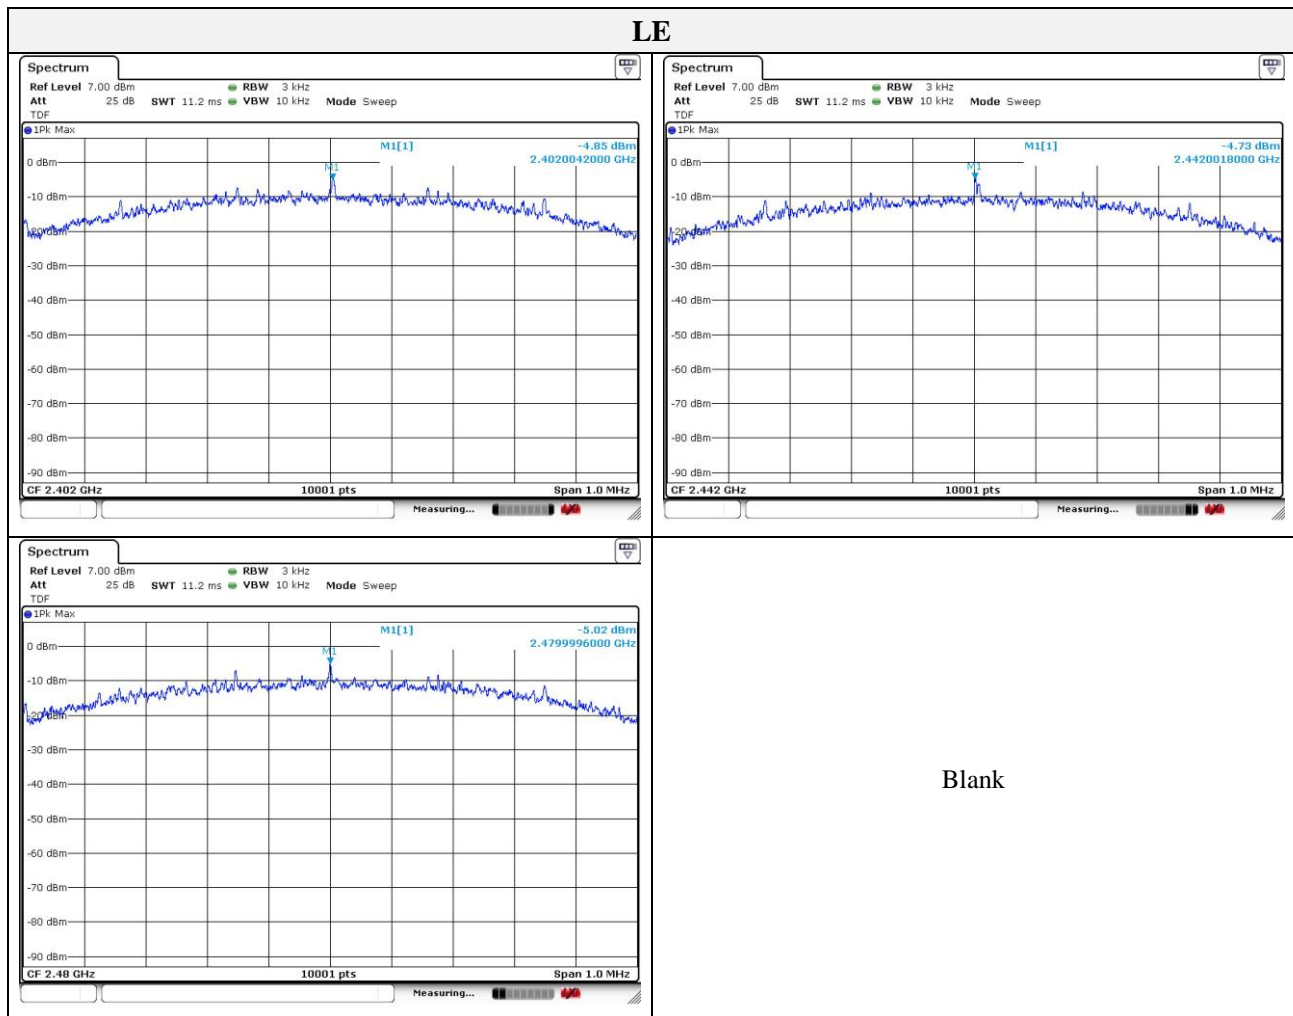 LE
Spectrum
Ref Level 7.00 dBm RBW 3 kHz
Att 25 dB SWT 11.2 ms VBW 10 kHz Mode Sweep
TDF
1Pk Max
M1[1] -4.85 dBm
2.4020042000 GHz
0 dBm
M1
-10 dBm
-20 dBm
-30 dBm
-40 dBm
-50 dBm
-60 dBm
-70 dBm
-80 dBm
-90 dBm
CF 2.402 GHz 10001 pts Span 1.0 MHz
Measuring...
Spectrum
Ref Level 7.00 dBm RBW 3 kHz
Att 25 dB SWT 11.2 ms VBW 10 kHz Mode Sweep
TDF
1Pk Max
M1[1] -4.73 dBm
2.4420018000 GHz
0 dBm
M1
-10 dBm
-20 dBm
-30 dBm
-40 dBm
-50 dBm
-60 dBm
-70 dBm
-80 dBm
-90 dBm
CF 2.442 GHz 10001 pts Span 1.0 MHz
Measuring...
Spectrum
Ref Level 7.00 dBm RBW 3 kHz
Att 25 dB SWT 11.2 ms VBW 10 kHz Mode Sweep
TDF
1Pk Max
M1[1] -5.02 dBm
2.4799996000 GHz
0 dBm
M1
-10 dBm
-20 dBm
-30 dBm
-40 dBm
-50 dBm
-60 dBm
-70 dBm
-80 dBm
-90 dBm
CF 2.48 GHz 10001 pts Span 1.0 MHz
Measuring...
Blank